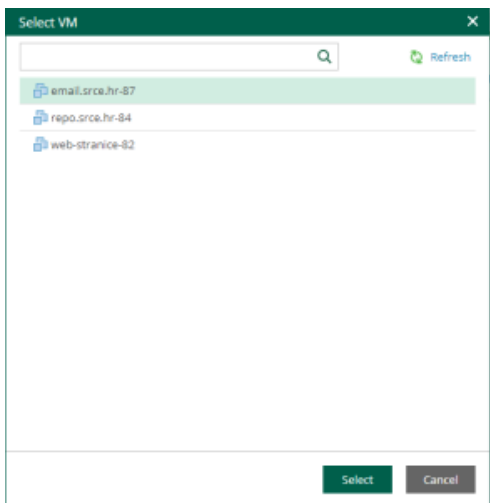 Select VM
Refresh
email.srce.hr-87
repo.srce.hr-84
web-stranice-82
Select Cancel